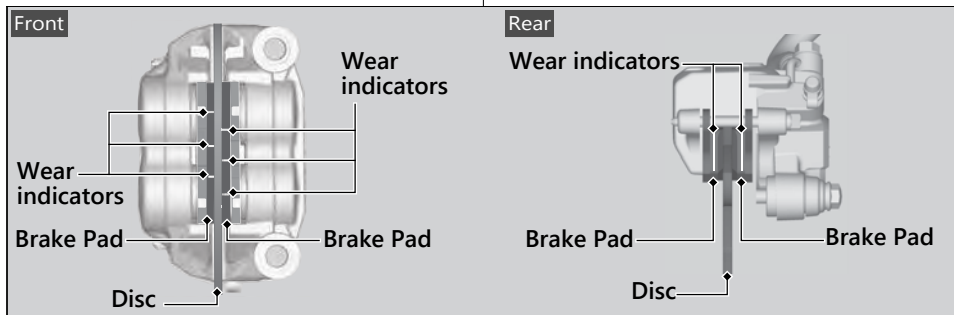 Front
Wear
indicators
Wear
indicators
Brake Pad
Brake Pad
Disc
Rear
Wear indicators
Brake Pad
Brake Pad
Disc